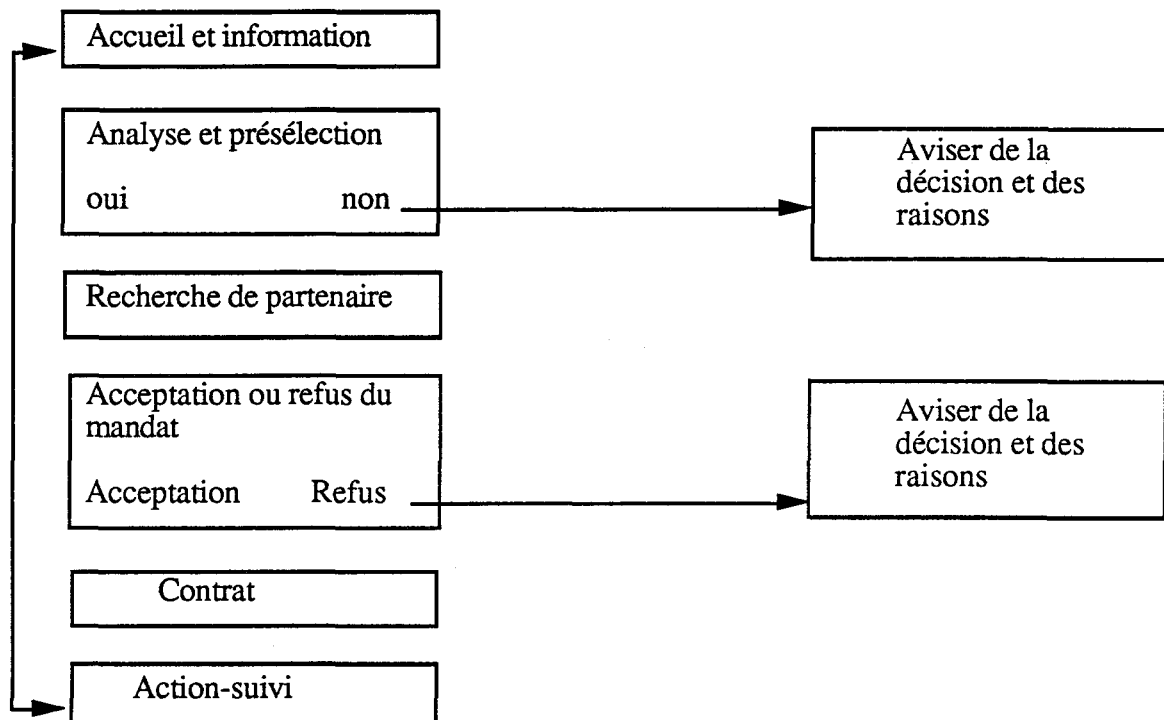 Accueil et information
Analyse et présélection
oui non
Aviser de la
décision et des
raisons
Recherche de partenaire
Acceptation ou refus du
mandat
Acceptation Refus
Aviser de la
décision et des
raisons
Contrat
Action-suivi